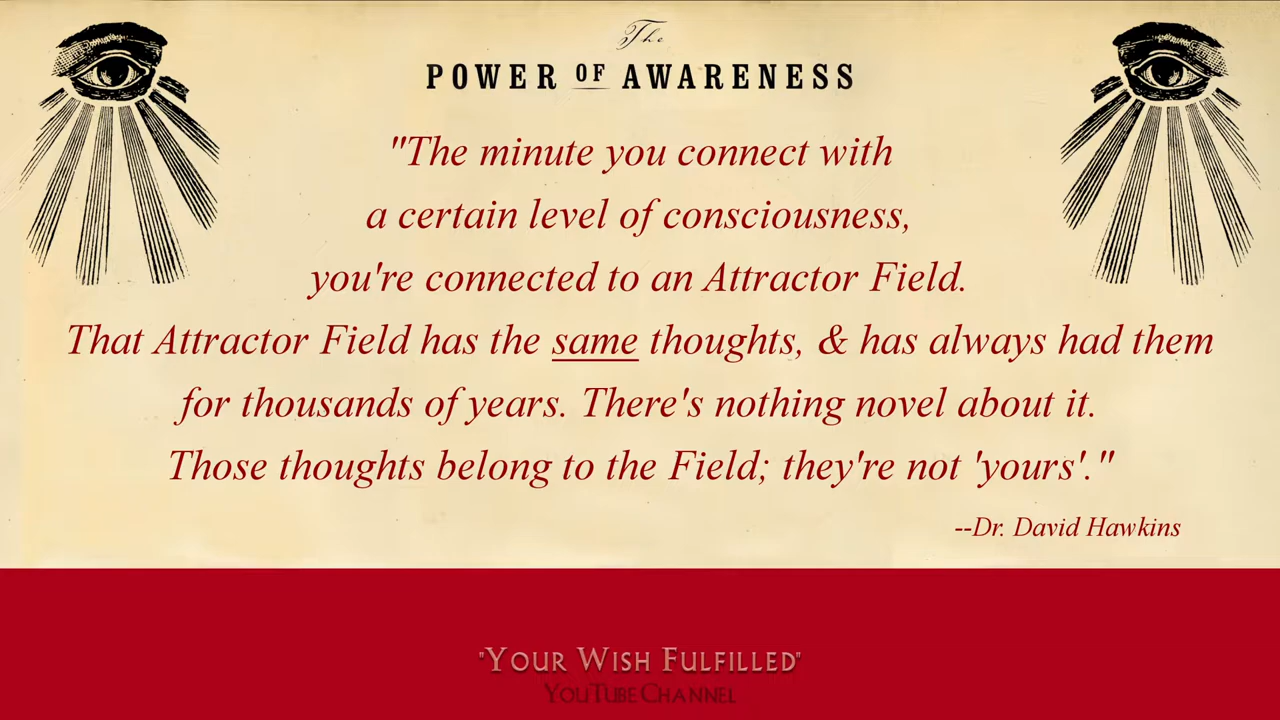 The
POWER OF AWARENESS
"The minute you connect with
a certain level of consciousness,
you're connected to an Attractor Field.
That Attractor Field has the same thoughts, & has always had them
for thousands of years. There's nothing novel about it.
Those thoughts belong to the Field; they're not 'yours'."
--Dr. David Hawkins
"YOUR WISH FULFILLED"
YOUTUBE CHANNEL